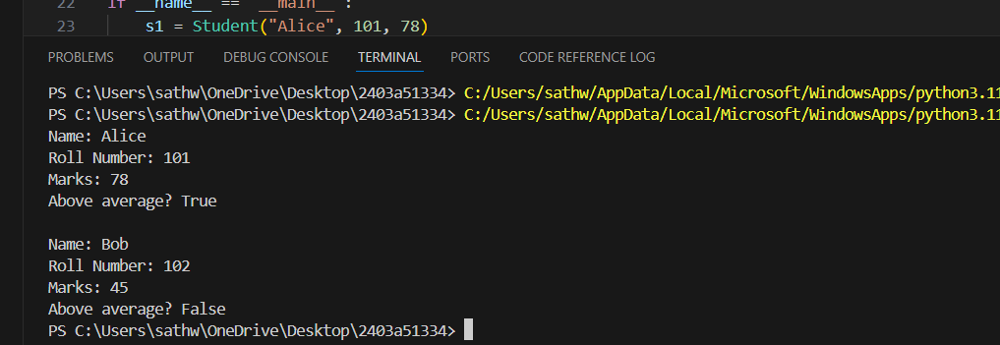 22 if __name__ == "__main__":
23 s1 = Student("Alice", 101, 78)
PROBLEMS OUTPUT DEBUG CONSOLE TERMINAL PORTS CODE REFERENCE LOG
PS C:\Users\sathw\OneDrive\Desktop\2403a51334> C:/Users/sathw/AppData/Local/Microsoft/WindowsApps/python3.11
PS C:\Users\sathw\OneDrive\Desktop\2403a51334> C:/Users/sathw/AppData/Local/Microsoft/WindowsApps/python3.11
Name: Alice
Roll Number: 101
Marks: 78
Above average? True
Name: Bob
Roll Number: 102
Marks: 45
Above average? False
PS C:\Users\sathw\OneDrive\Desktop\2403a51334>